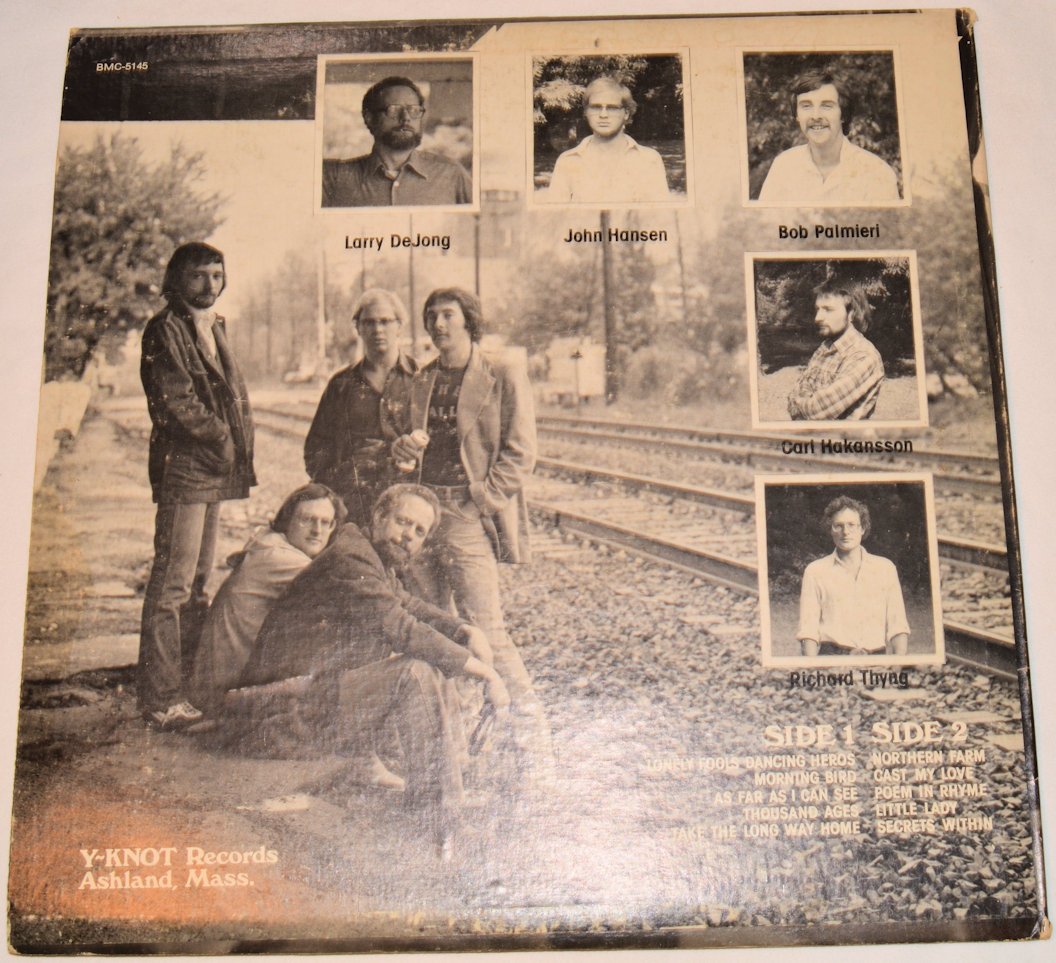 BMC-5145
Larry DeJong
John Hansen
Bob Palmieri
Carl Hakansson
Richard Thyng
SIDE 1
LONELY FOOLS DANCING HEROS
MORNING BIRD
AS FAR AS I CAN SEE
THOUSAND AGES
TAKE THE LONG WAY HOME
SIDE 2
NORTHERN FARM
CAST MY LOVE
POEM IN RHYME
LITTLE LADY
SECRETS WITHIN
Y-KNOT Records
Ashland, Mass.